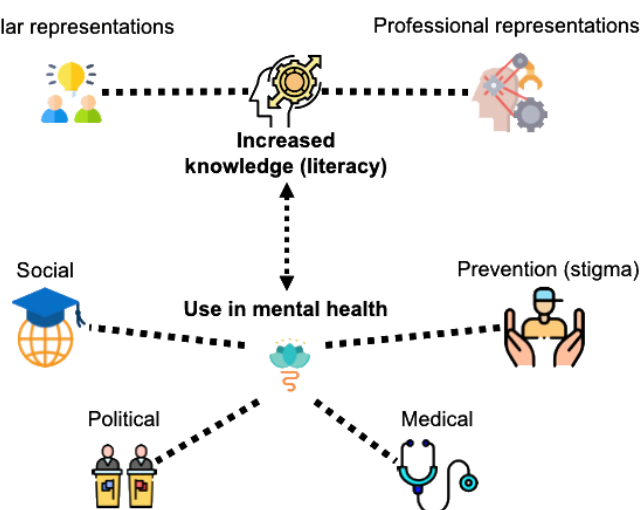 lar representations
Professional representations
Increased
knowledge (literacy)
Social
Prevention (stigma)
Use in mental health
Political
Medical